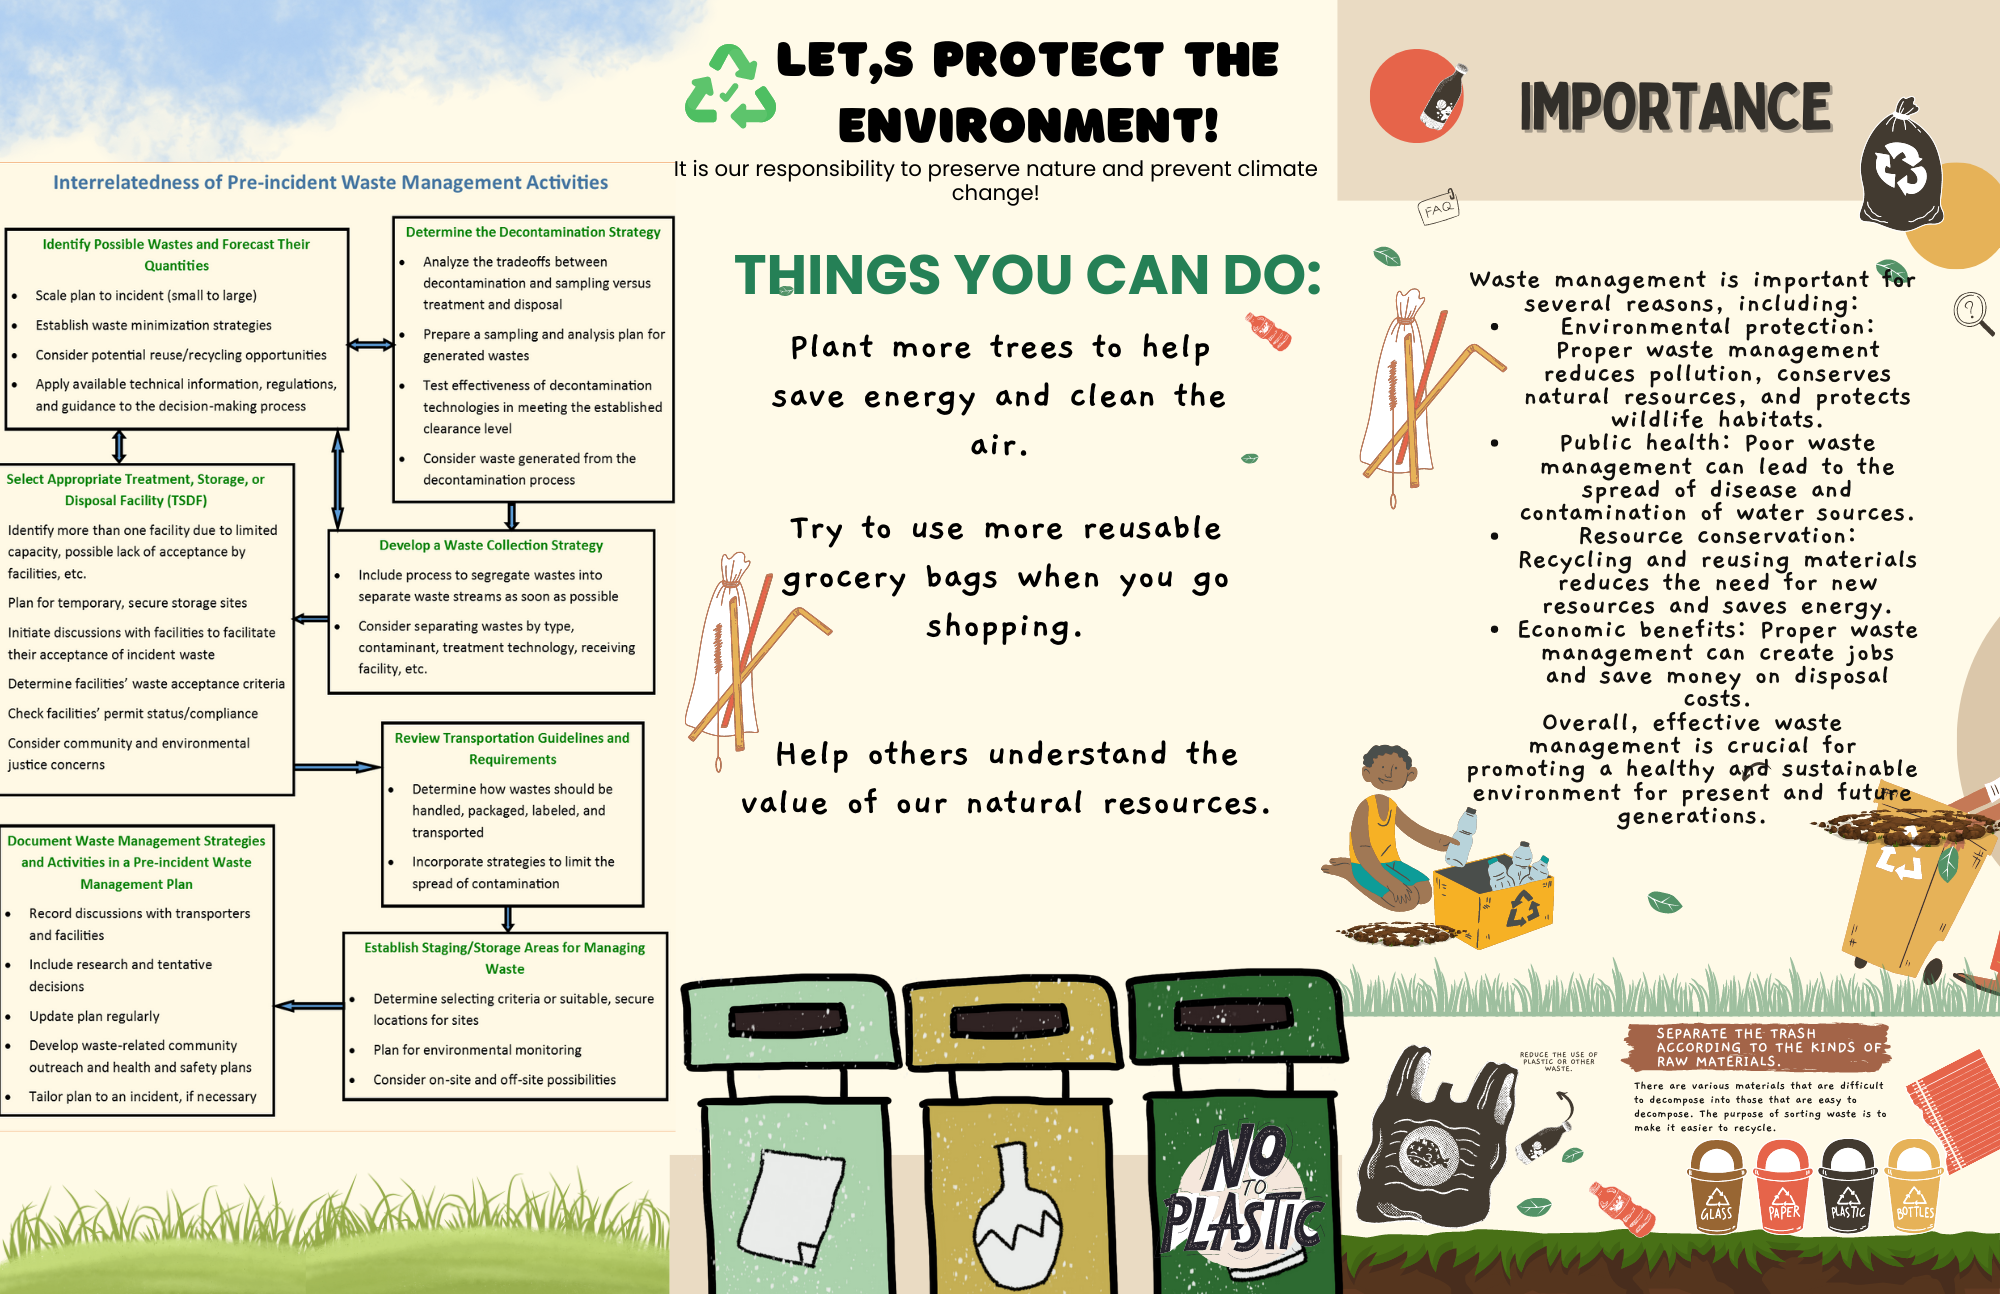 Interrelatedness of Pre-incident Waste Management Activities
Identify Possible Wastes and Forecast Their
Quantities
• Scale plan to incident (small to large)
• Establish waste minimization strategies
• Consider potential reuse/recycling opportunities
• Apply available technical information, regulations,
and guidance to the decision-making process
Determine the Decontamination Strategy
• Analyze the tradeoffs between
decontamination and sampling versus
treatment and disposal
• Prepare a sampling and analysis plan for
generated wastes
• Test effectiveness of decontamination
technologies in meeting the established
clearance level
• Consider waste generated from the
decontamination process
Select Appropriate Treatment, Storage, or
Disposal Facility (TSDF)
Identify more than one facility due to limited
capacity, possible lack of acceptance by
facilities, etc.
Plan for temporary, secure storage sites
Initiate discussions with facilities to facilitate
their acceptance of incident waste
Determine facilities' waste acceptance criteria
Check facilities' permit status/compliance
Consider community and environmental
justice concerns
Develop a Waste Collection Strategy
• Include process to segregate wastes into
separate waste streams as soon as possible
• Consider separating wastes by type,
contaminant, treatment technology, receiving
facility, etc.
Review Transportation Guidelines and
Requirements
• Determine how wastes should be
handled, packaged, labeled, and
transported
• Incorporate strategies to limit the
spread of contamination
Document Waste Management Strategies
and Activities in a Pre-incident Waste
Management Plan
• Record discussions with transporters
and facilities
• Include research and tentative
decisions
• Update plan regularly
• Develop waste-related community
outreach and health and safety plans
• Tailor plan to an incident, if necessary
Establish Staging/Storage Areas for Managing
Waste
• Determine selecting criteria or suitable, secure
locations for sites
• Plan for environmental monitoring
• Consider on-site and off-site possibilities
LET,S PROTECT THE
ENVIRONMENT!
It is our responsibility to preserve nature and prevent climate
change!
THINGS YOU CAN DO:
Plant more trees to help
save energy and clean the
air.
Try to use more reusable
grocery bags when you go
shopping.
Help others understand the
value of our natural resources.
NO
TO
PLASTIC
IMPORTANCE
FAQ
Waste management is important for
several reasons, including:
• Environmental protection:
Proper waste management
reduces pollution, conserves
natural resources, and protects
wildlife habitats.
• Public health: Poor waste
management can lead to the
spread of disease and
contamination of water sources.
• Resource conservation:
Recycling and reusing materials
reduces the need for new
resources and saves energy.
• Economic benefits: Proper waste
management can create jobs
and save money on disposal
costs.
Overall, effective waste
management is crucial for
promoting a healthy and sustainable
environment for present and future
generations.
REDUCE THE USE OF
PLASTIC OR OTHER
WASTE.
SEPARATE THE TRASH
ACCORDING TO THE KINDS OF
RAW MATERIALS.
There are various materials that are difficult
to decompose into those that are easy to
decompose. The purpose of sorting waste is to
make it easier to recycle.
GLASS
PAPER
PLASTIC
BOTTLES